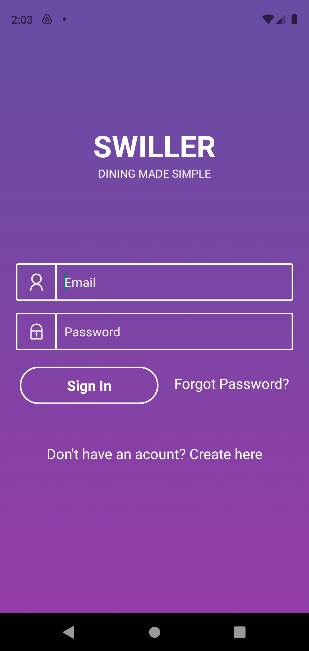 2:03
SWILLER
DINING MADE SIMPLE
Email
Password
Sign In
Forgot Password?
Don't have an acount? Create here